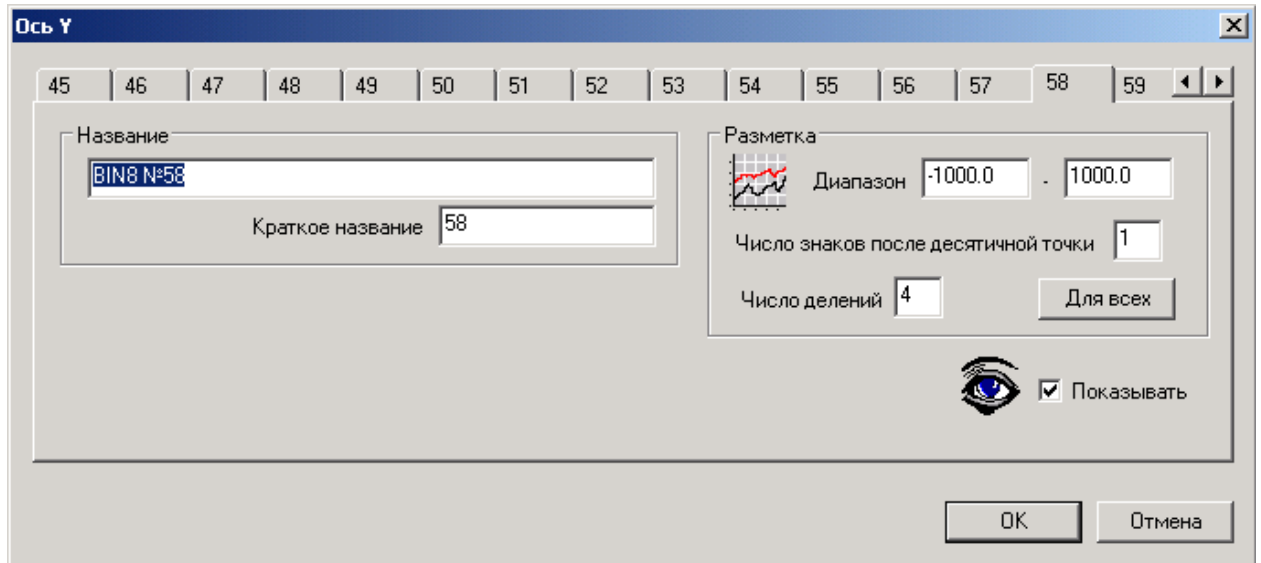 Ось Y
45 46 47 48 49 50 51 52 53 54 55 56 57 58 59
Название
BIN8 №58
Краткое название 58
Разметка
Диапазон -1000.0 - 1000.0
Число знаков после десятичной точки 1
Число делений 4 Для всех
Показывать
OK Отмена